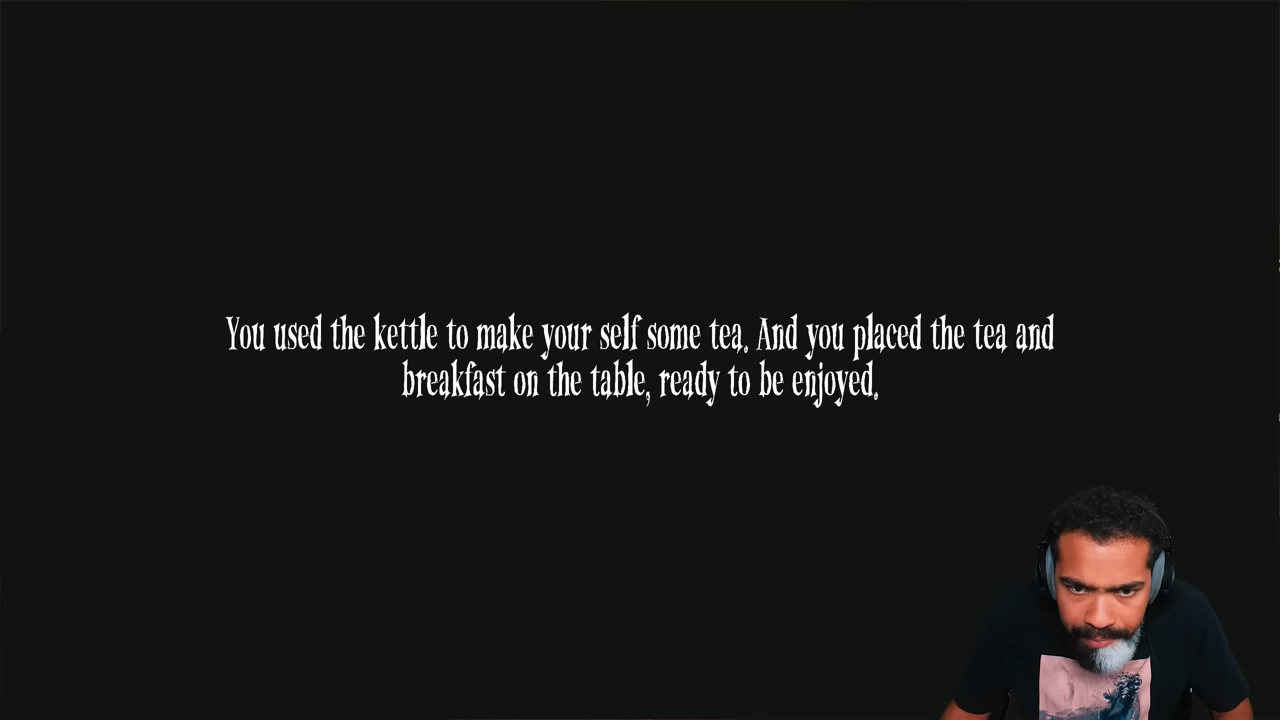 You used the kettle to make your self some tea. And you placed the tea and
breakfast on the table, ready to be enjoyed.